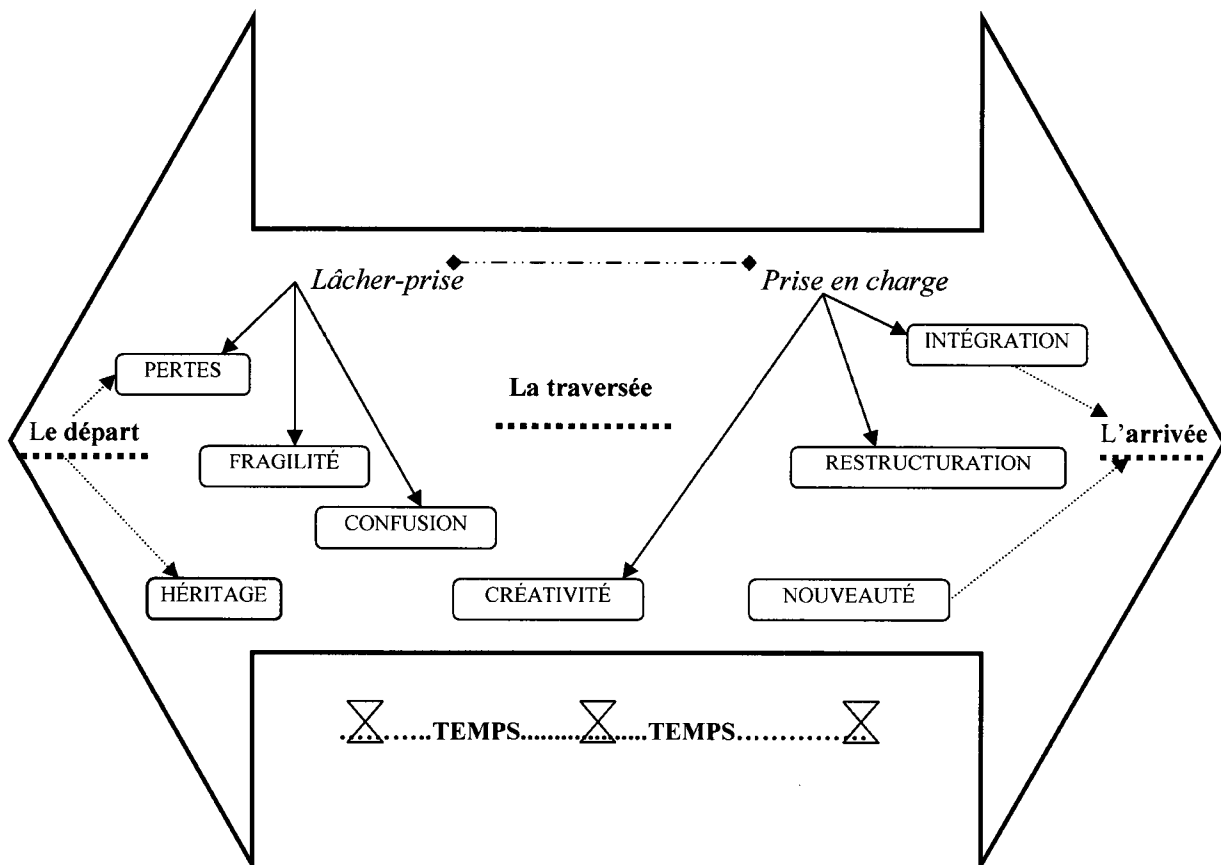 Lâcher-prise
Prise en charge
INTÉGRATION
PERTES
La traversée
Le départ
L'arrivée
FRAGILITÉ
RESTRUCTURATION
CONFUSION
HÉRITAGE
CRÉATIVITÉ
NOUVEAUTÉ
TEMPS TEMPS